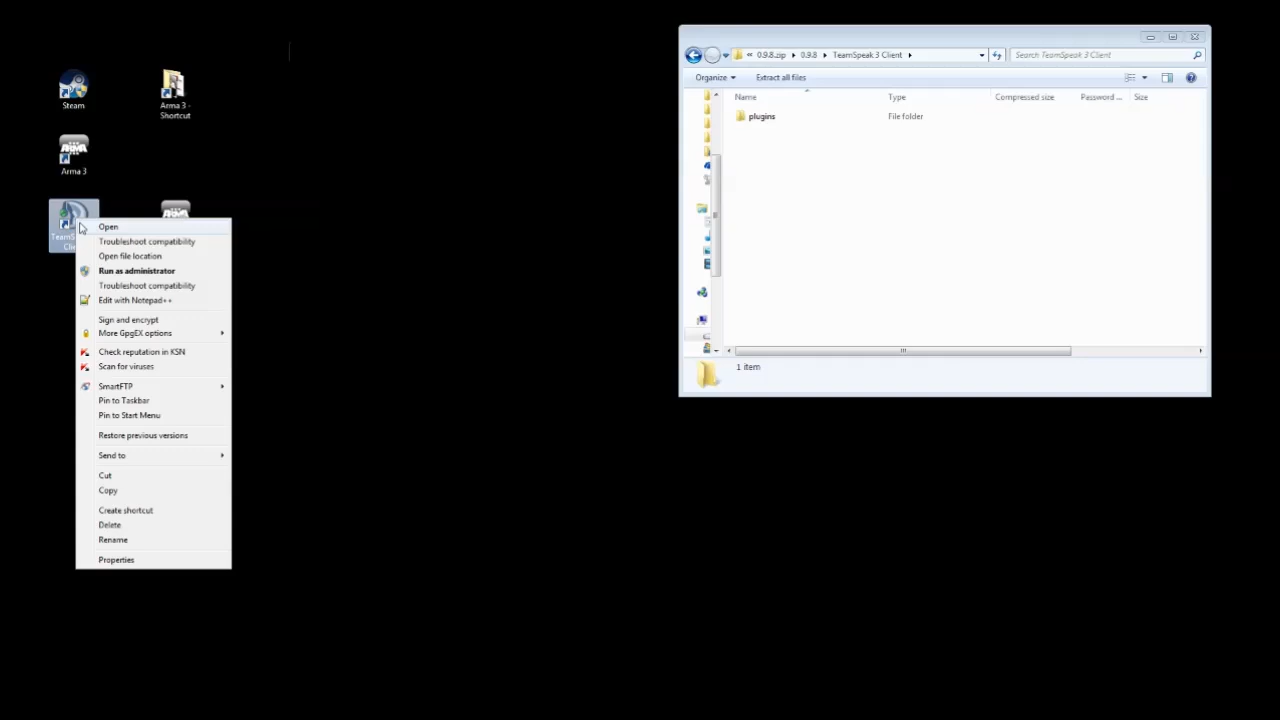 Steam
Arma 3 -
Shortcut
Arma 3
Open
Troubleshoot compatibility
Open file location
Run as administrator
Troubleshoot compatibility
Edit with Notepad++
Sign and encrypt
More GpgEX options
Check reputation in KSN
Scan for viruses
SmartFTP
Pin to Taskbar
Pin to Start Menu
Restore previous versions
Send to
Cut
Copy
Create shortcut
Delete
Rename
Properties
« 0.9.8.zip ▸ 0.9.8 ▸ TeamSpeak 3 Client ▸
Search TeamSpeak 3 Client
Organize
Extract all files
Name Type Compressed size Password ... Size
plugins File folder
1 item